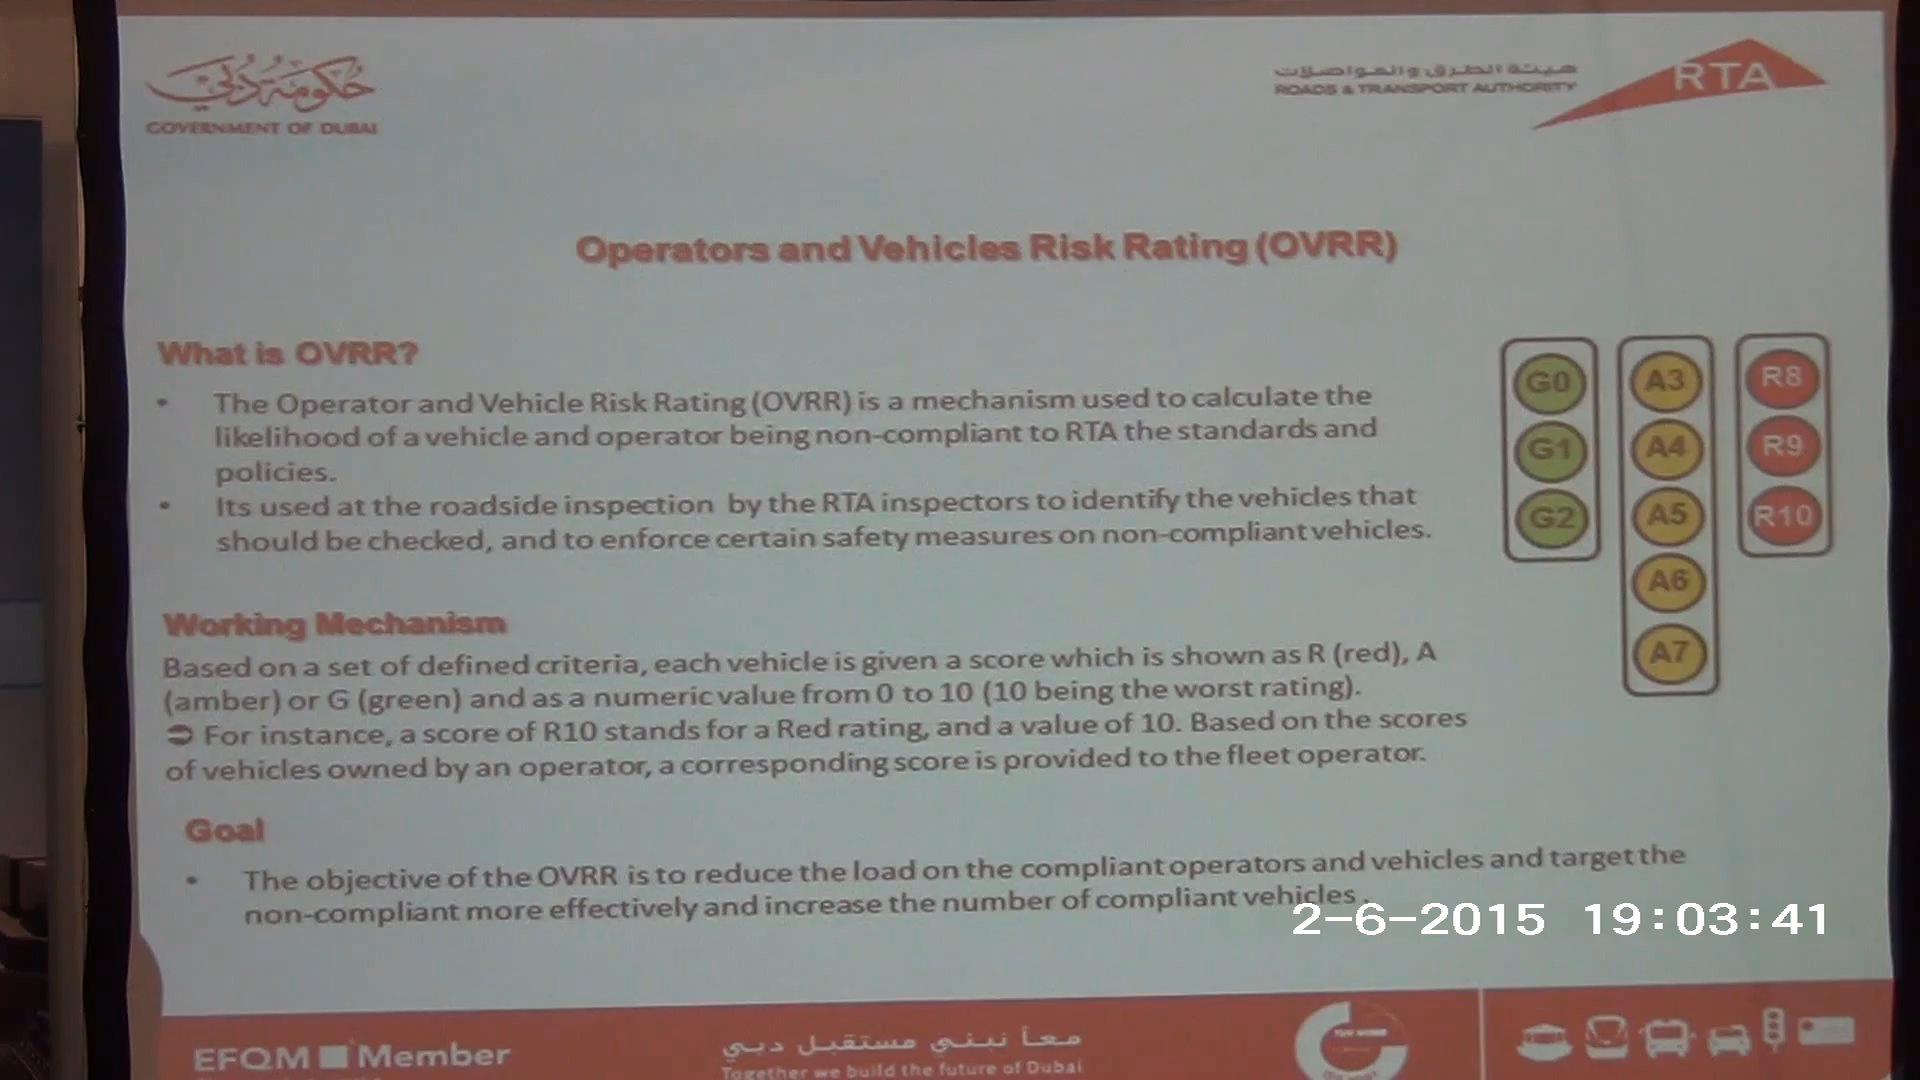 حكومة دبي
GOVERNMENT OF DUBAI
هيئة الطرق والمواصلات
ROADS & TRANSPORT AUTHORITY
RTA
Operators and Vehicles Risk Rating (OVRR)
What is OVRR?
• The Operator and Vehicle Risk Rating (OVRR) is a mechanism used to calculate the
likelihood of a vehicle and operator being non-compliant to RTA the standards and
policies.
• Its used at the roadside inspection by the RTA inspectors to identify the vehicles that
should be checked, and to enforce certain safety measures on non-compliant vehicles.
G0 A3 R8
G1 A4 R9
G2 A5 R10
A6
A7
Working Mechanism
Based on a set of defined criteria, each vehicle is given a score which is shown as R (red), A
(amber) or G (green) and as a numeric value from 0 to 10 (10 being the worst rating).
➲ For instance, a score of R10 stands for a Red rating, and a value of 10. Based on the scores
of vehicles owned by an operator, a corresponding score is provided to the fleet operator.
Goal
• The objective of the OVRR is to reduce the load on the compliant operators and vehicles and target the
non-compliant more effectively and increase the number of compliant vehicles .
2-6-2015 19:03:41
EFQM Member
معاً نبني مستقبل دبي
Together we build the future of Dubai